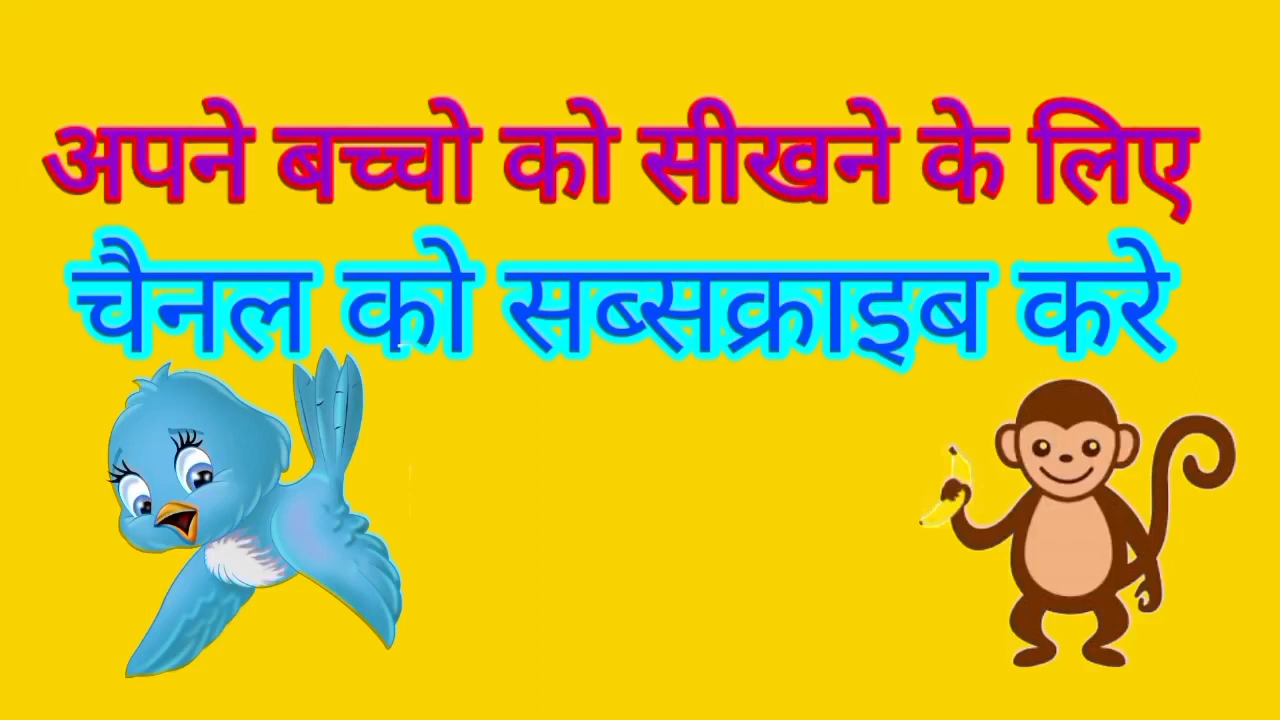 अपने बच्चो को सीखने के लिए
चैनल को सब्सक्राइब करे